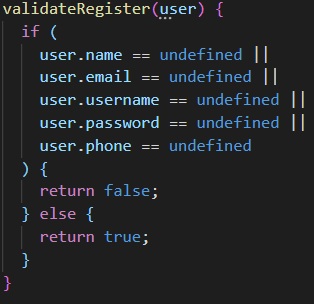 validateRegister(user) {
if (
user.name == undefined ||
user.email == undefined ||
user.username == undefined ||
user.password == undefined ||
user.phone == undefined
) {
return false;
} else {
return true;
}
}